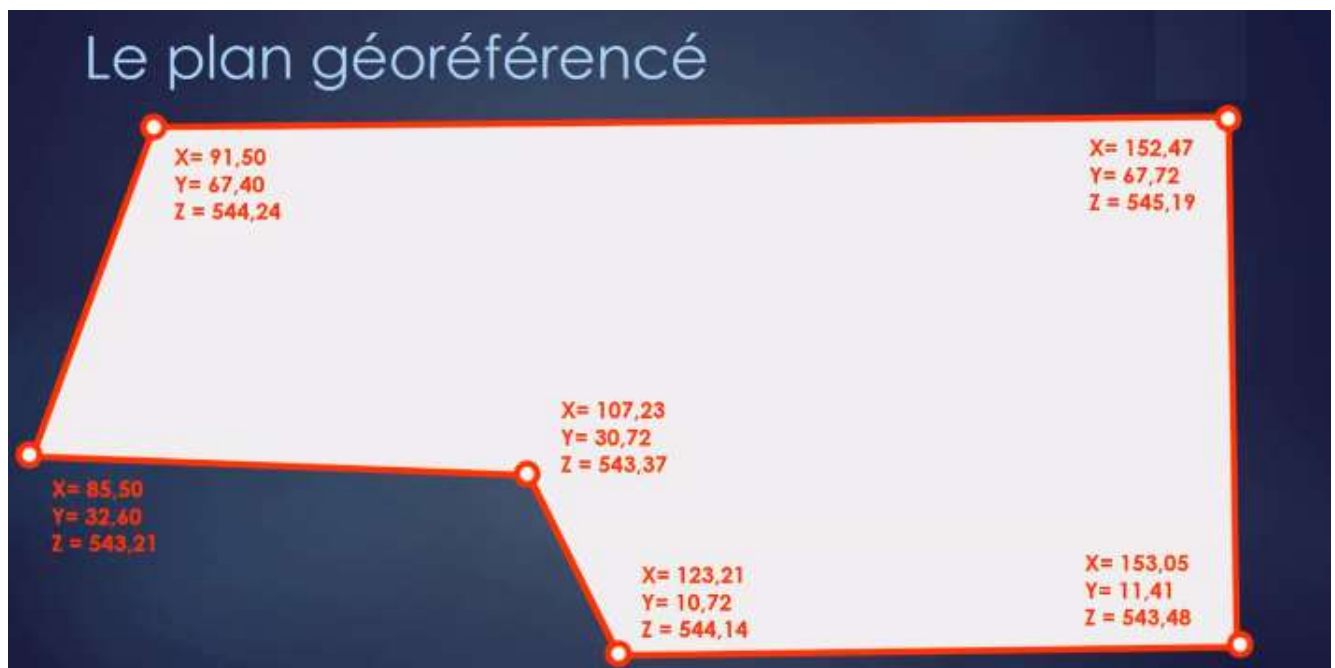 Le plan géoréférencé
X= 91,50
Y= 67,40
Z = 544,24
X= 152,47
Y= 67,72
Z = 545,19
X= 107,23
Y= 30,72
Z = 543,37
X= 85,50
Y= 32,60
Z = 543,21
X= 123,21
Y= 10,72
Z = 544,14
X= 153,05
Y= 11,41
Z = 543,48